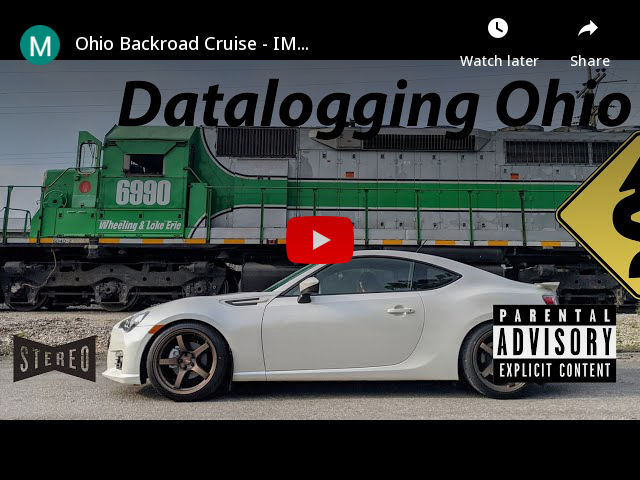 M
Ohio Backroad Cruise - IM...
Watch later
Share
Datalogging Ohio
6990
Wheeling & Lake Erie
STEREO
PARENTAL
ADVISORY
EXPLICIT CONTENT